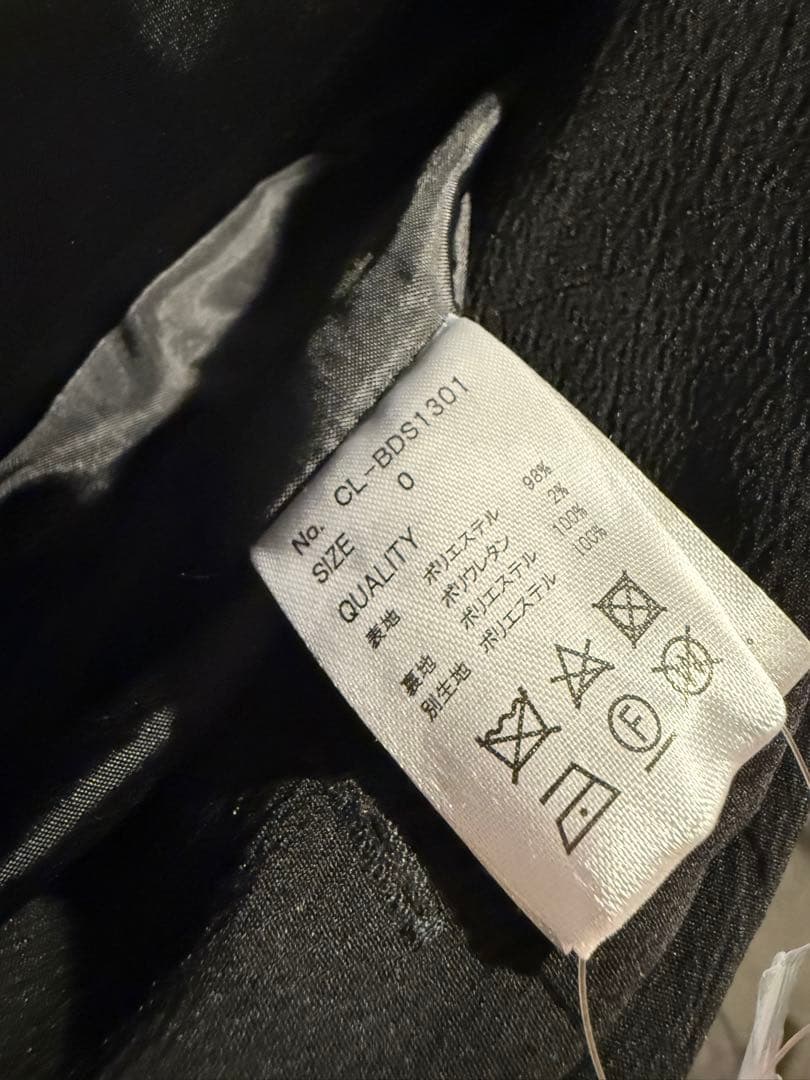 No. CL-BDS1301
SIZE 0
QUALITY
表地 ポリエステル 98%
ポリウレタン 2%
裏地 ポリエステル 100%
別生地 ポリエステル 100%
F
W